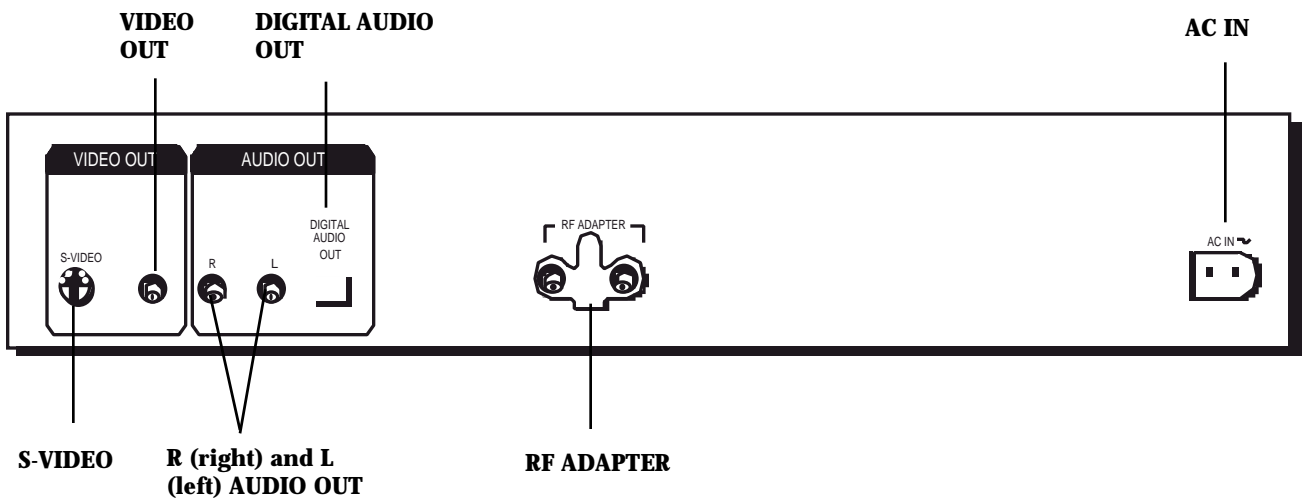 VIDEO
OUT
DIGITAL AUDIO
OUT
AC IN
VIDEO OUT
AUDIO OUT
DIGITAL
AUDIO
OUT
S-VIDEO
R
L
RF ADAPTER
AC IN ~
S-VIDEO
R (right) and L
(left) AUDIO OUT
RF ADAPTER